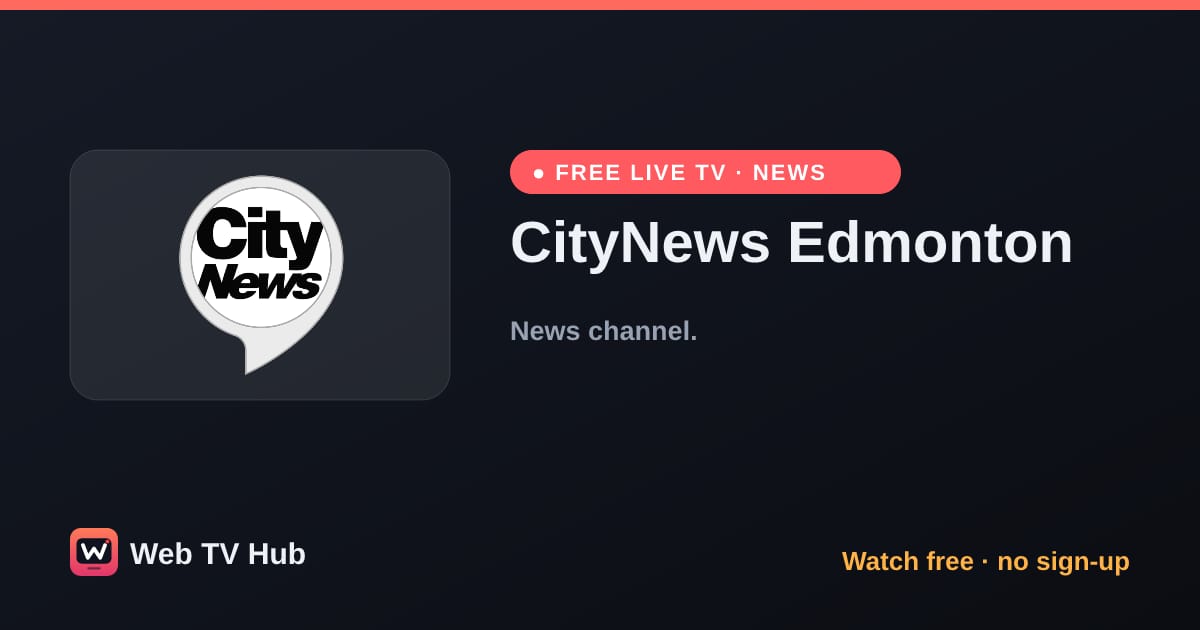 City
News
• FREE LIVE TV · NEWS
CityNews Edmonton
News channel.
W
Web TV Hub
Watch free · no sign-up